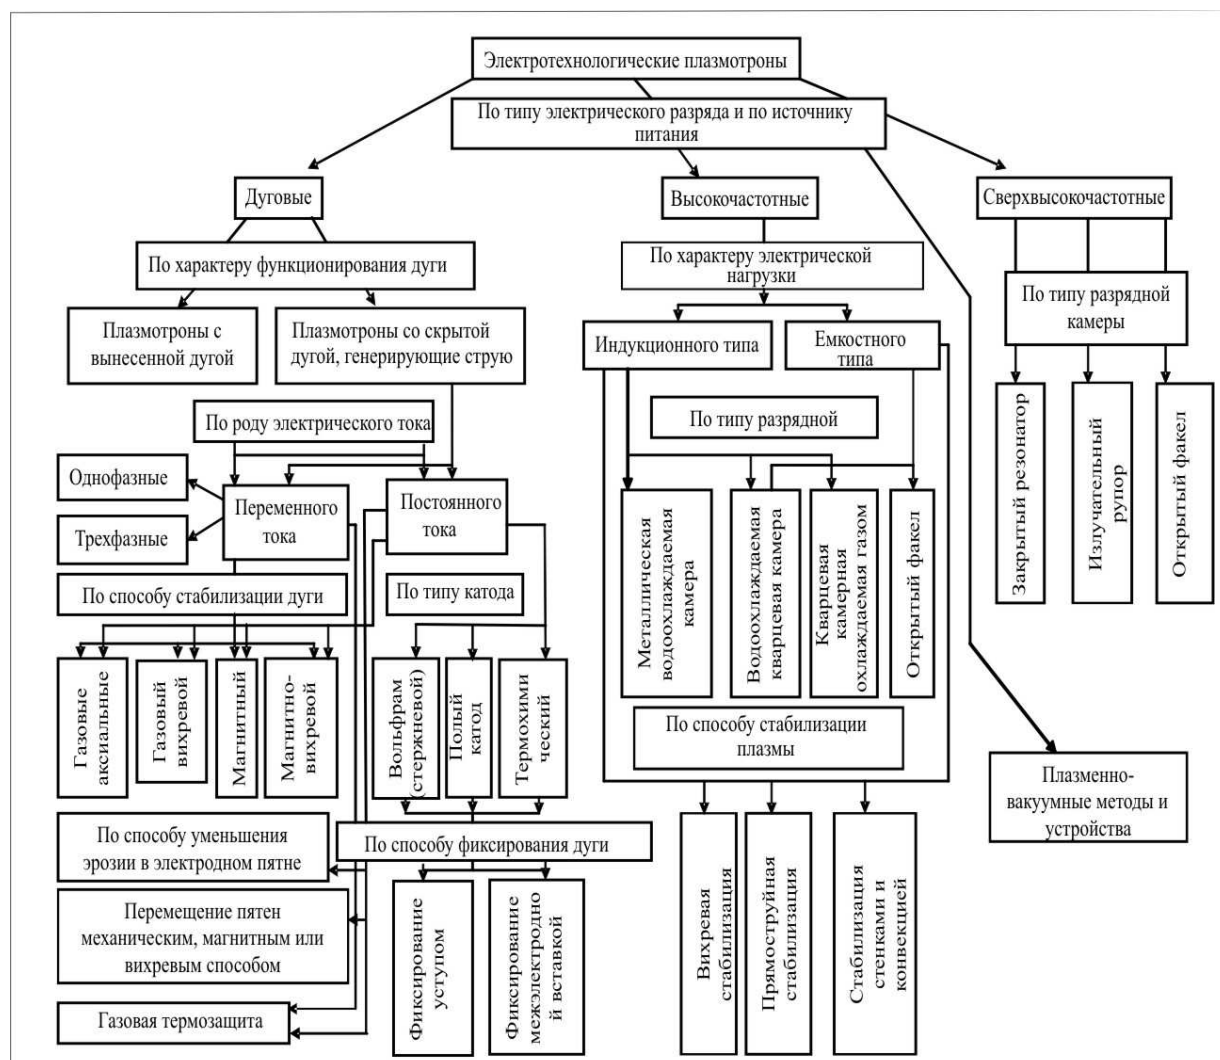 Электротехнологические плазмотроны
По типу электрического разряда и по источнику
питания
Дуговые
Высокочастотные
Сверхвысокочастотные
По характеру функционирования дуги
По характеру электрической
нагрузки
По типу разрядной
камеры
Плазмотроны с
вынесенной дугой
Плазмотроны со скрытой
дугой, генерирующие струю
Индукционного типа
Емкостного
типа
По роду электрического тока
По типу разрядной
Закрытый резонатор
Излучательный
рупор
Открытый факел
Однофазные
Трехфазные
Переменного
тока
Постоянного
тока
Металлическая
водоохлаждаемая
камера
Водоохлаждаемая
кварцевая камера
Кварцевая
камерная
охлаждаемая газом
Открытый факел
По способу стабилизации дуги
По типу катода
Газовые
аксиальные
Газовый
вихревой
Магнитный
Магнитно-
вихревой
Вольфрам
(стержневой)
Полый
катод
Термохими
ческий
По способу стабилизации
плазмы
Плазменно-
вакуумные методы и
устройства
По способу уменьшения
эрозии в электродном пятне
По способу фиксирования дуги
Перемещение пятен
механическим, магнитным или
вихревым способом
Газовая термозащита
Фиксирование
уступом
Фиксирование
межэлектродно
й вставкой
Вихревая
стабилизация
Прямоструйная
стабилизация
Стабилизация
стенками и
конвекцией